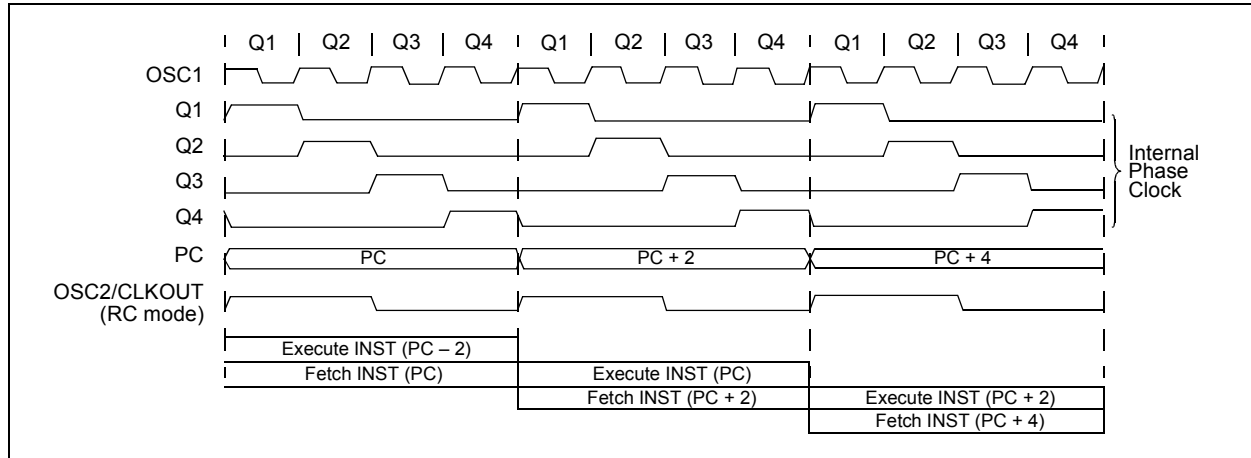 Q1 Q2 Q3 Q4 Q1 Q2 Q3 Q4 Q1 Q2 Q3 Q4
OSC1
Q1
Q2
Q3
Q4
Internal
Phase
Clock
PC PC PC + 2 PC + 4
OSC2/CLKOUT
(RC mode)
Execute INST (PC – 2)
Fetch INST (PC) Execute INST (PC)
Fetch INST (PC + 2) Execute INST (PC + 2)
Fetch INST (PC + 4)